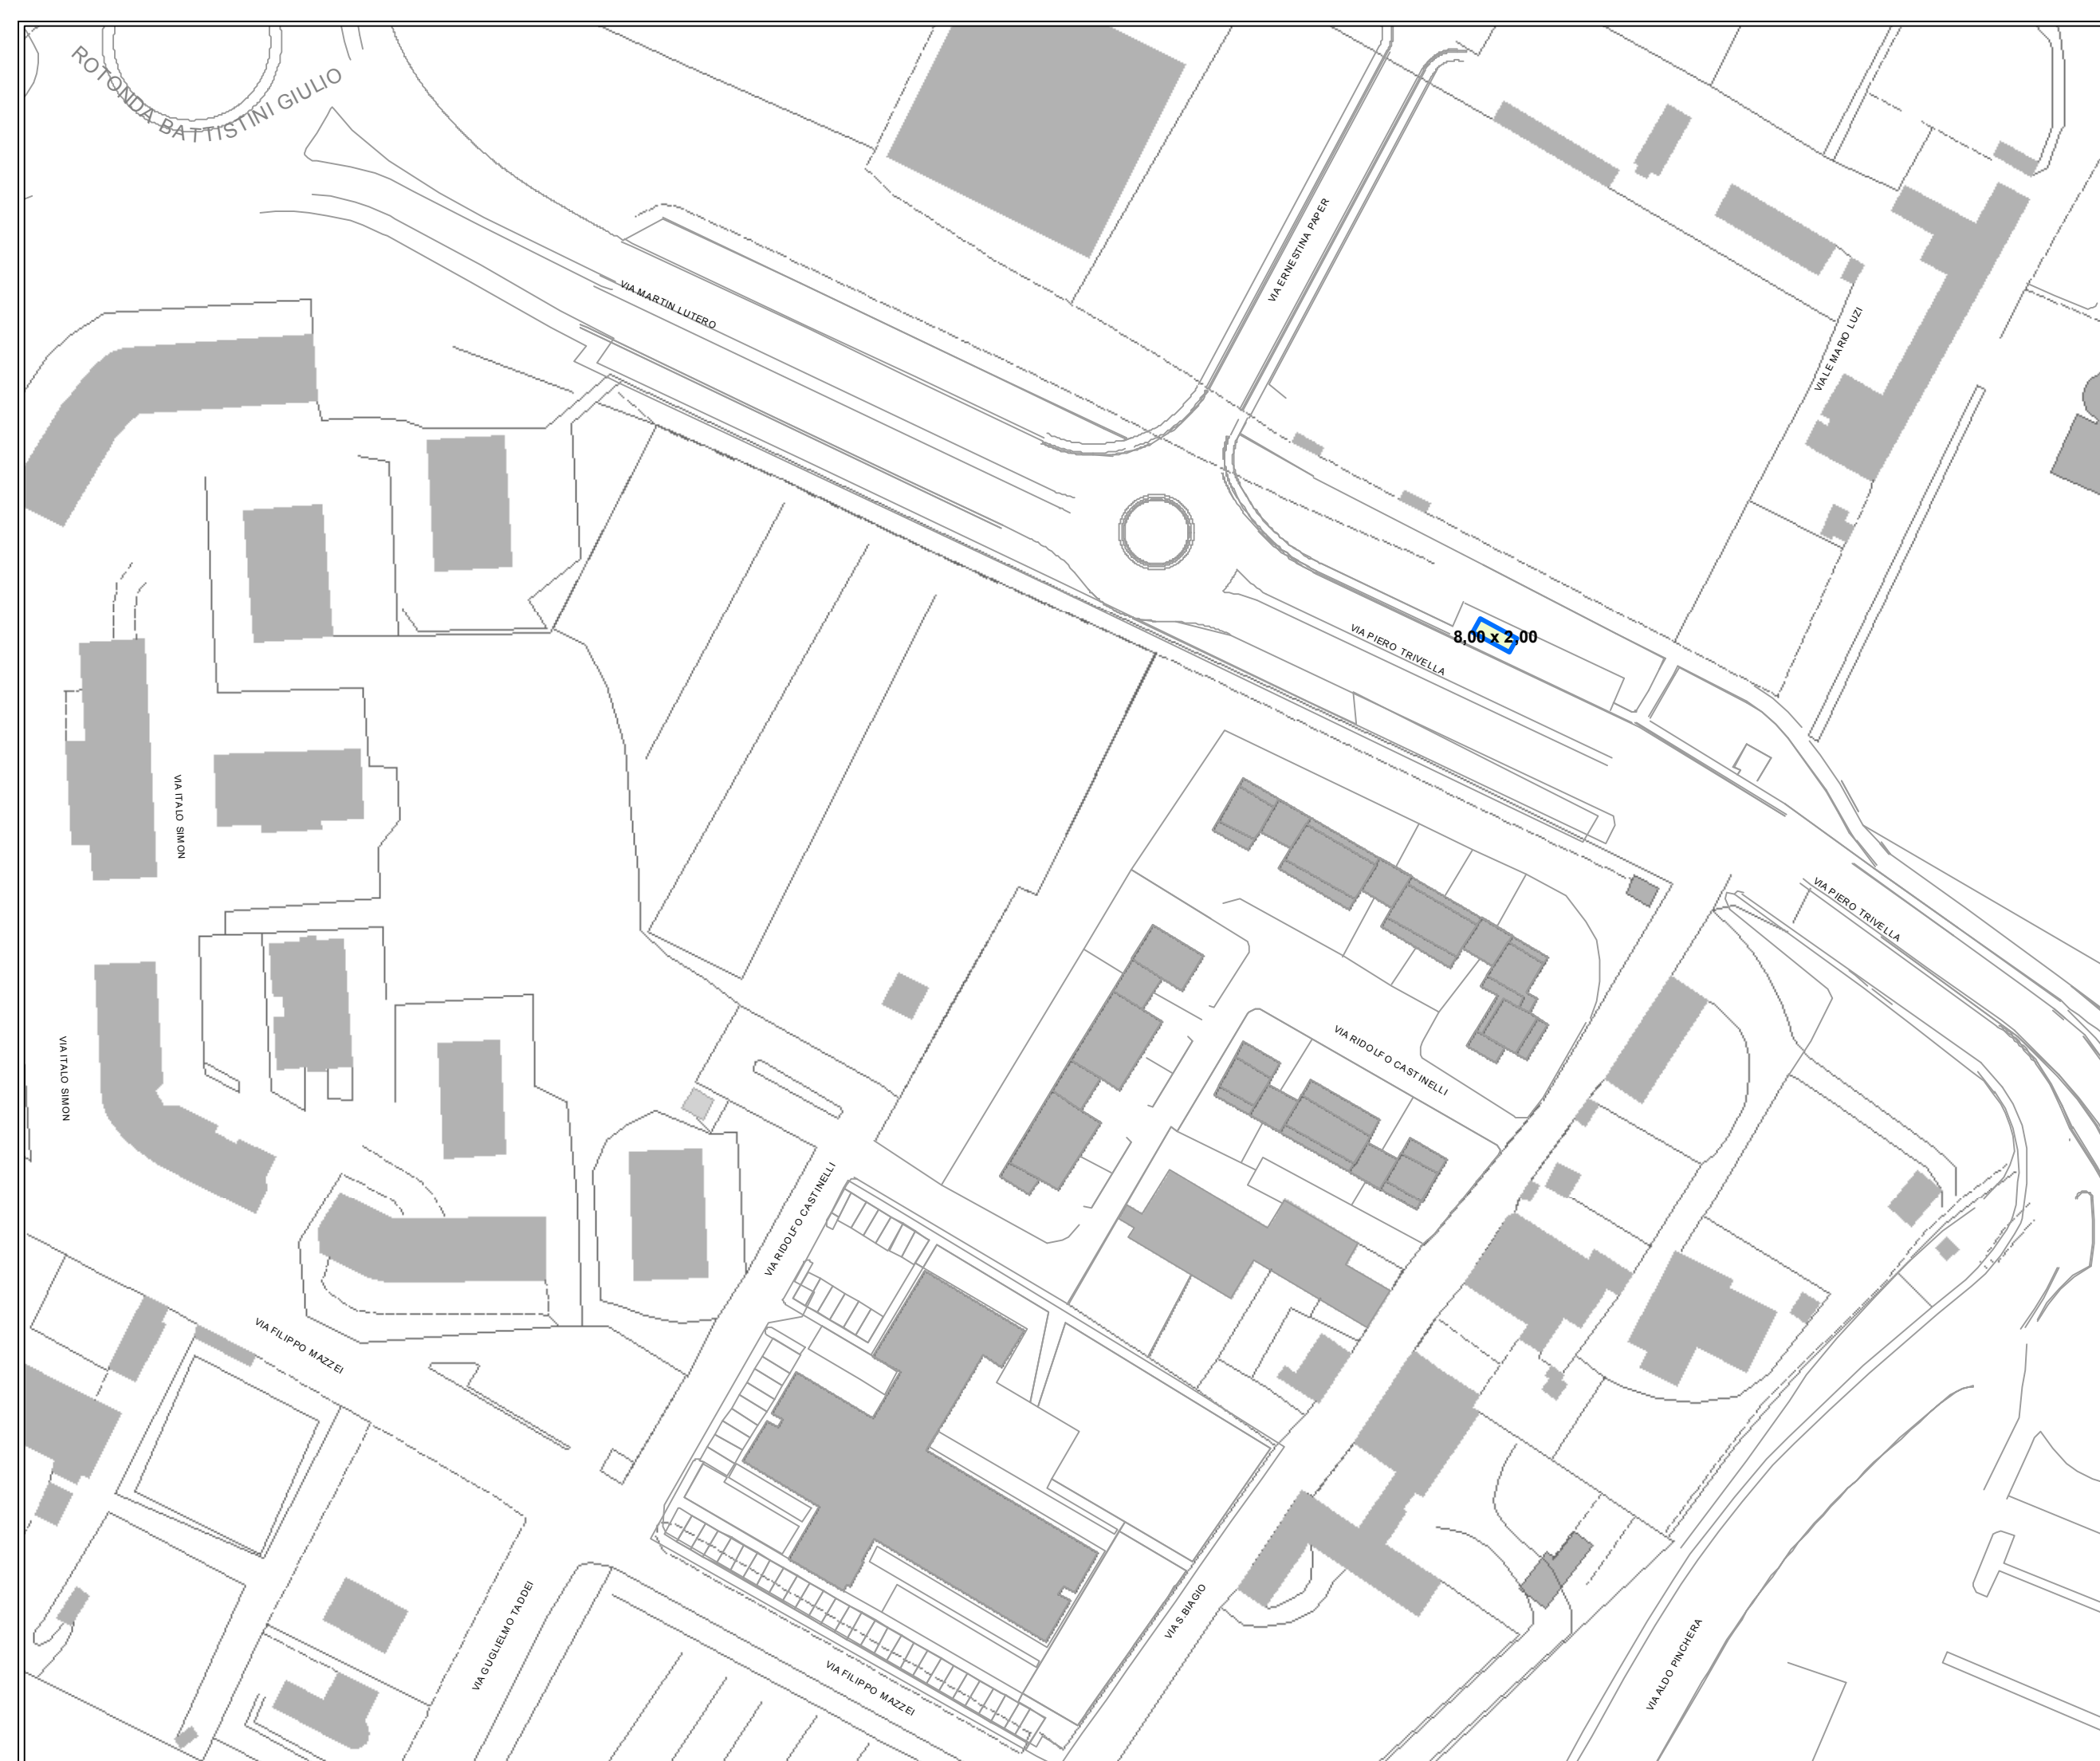 ROTONDA BATTISTINI GIULIO
VIA ERNESTINA PAPER
VIA MARTIN LUTERO
VIALE MARIO LUZI
8,00 x 2,00
VIA PIERO TRIVELLA
VIA ITALO SIMON
VIA PIERO TRIVELLA
VIA RIDOLFO CASTINELLI
VIA ITALO SIMON
VIA RIDOLFO CASTINELLI
VIA FILIPPO MAZZEI
VIA GUGLIELMO TADDEI
VIA S.BIAGIO
VIA ALDO PINCHERA
VIA FILIPPO MAZZEI